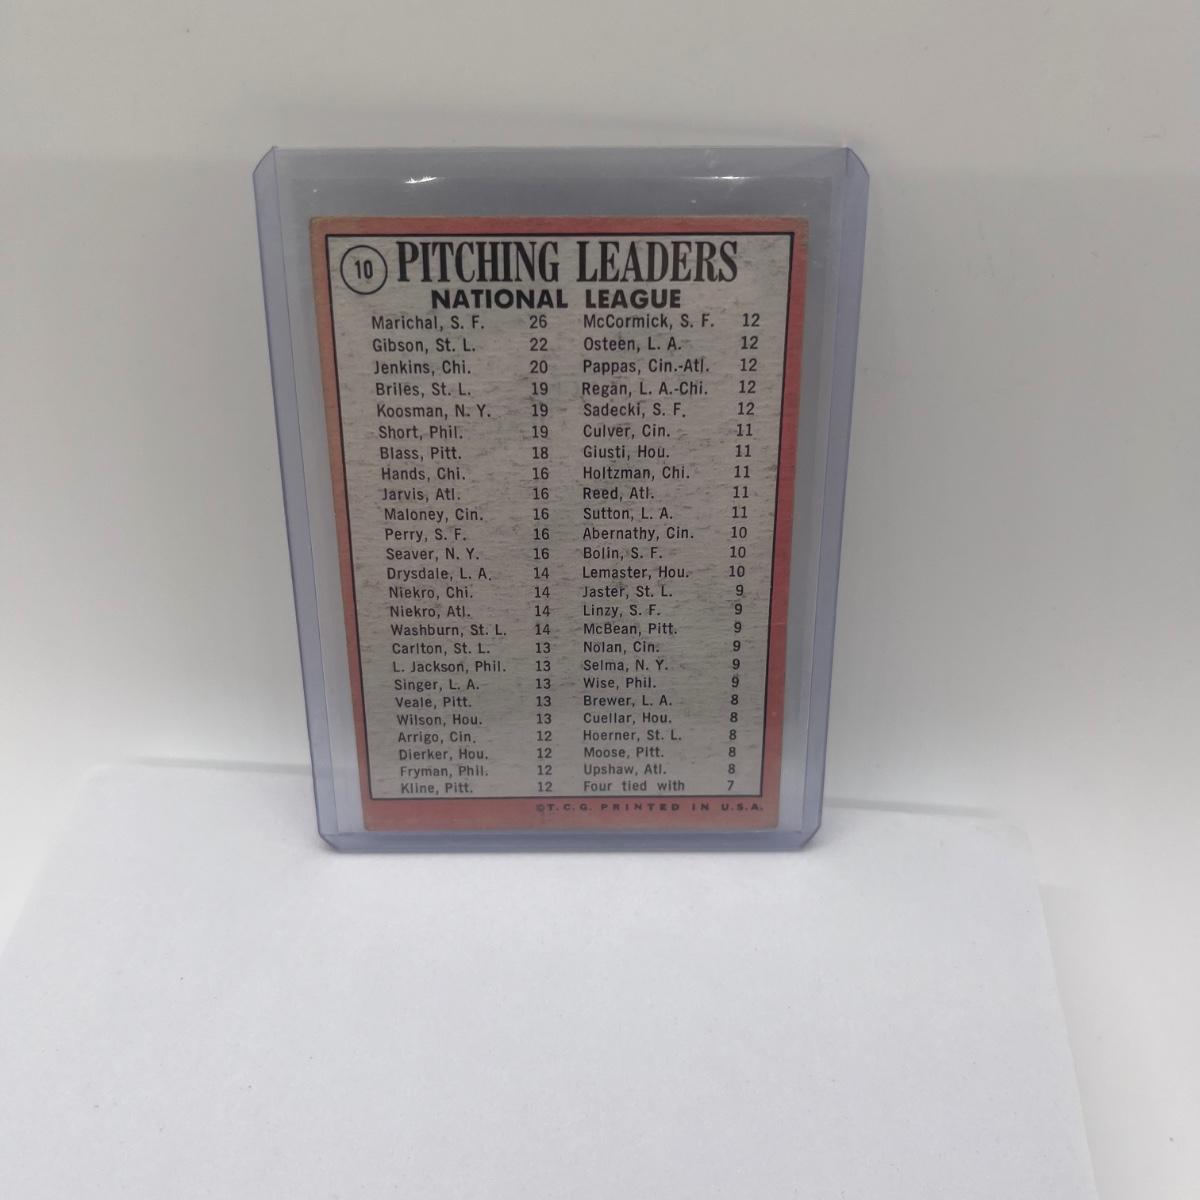 10 PITCHING LEADERS
NATIONAL LEAGUE
Marichal, S. F. 26
Gibson, St. L. 22
Jenkins, Chi. 20
Briles, St. L. 19
Koosman, N. Y. 19
Short, Phil. 19
Blass, Pitt. 18
Hands, Chi. 16
Jarvis, Atl. 16
Maloney, Cin. 16
Perry, S. F. 16
Seaver, N. Y. 16
Drysdale, L. A. 14
Niekro, Chi. 14
Niekro, Atl. 14
Washburn, St. L. 14
Carlton, St. L. 13
L. Jackson, Phil. 13
Singer, L. A. 13
Veale, Pitt. 13
Wilson, Hou. 13
Arrigo, Cin. 12
Dierker, Hou. 12
Fryman, Phil. 12
Kline, Pitt. 12
McCormick, S. F. 12
Osteen, L. A. 12
Pappas, Cin.-Atl. 12
Regan, L. A.-Chi. 12
Sadecki, S. F. 12
Culver, Cin. 11
Giusti, Hou. 11
Holtzman, Chi. 11
Reed, Atl. 11
Sutton, L. A. 11
Abernathy, Cin. 10
Bolin, S. F. 10
Lemaster, Hou. 10
Jaster, St. L. 9
Linzy, S. F. 9
McBean, Pitt. 9
Nolan, Cin. 9
Selma, N. Y. 9
Wise, Phil. 9
Brewer, L. A. 8
Cuellar, Hou. 8
Hoerner, St. L. 8
Moose, Pitt. 8
Upshaw, Atl. 8
Four tied with 7
©T. C. G. PRINTED IN U.S.A.